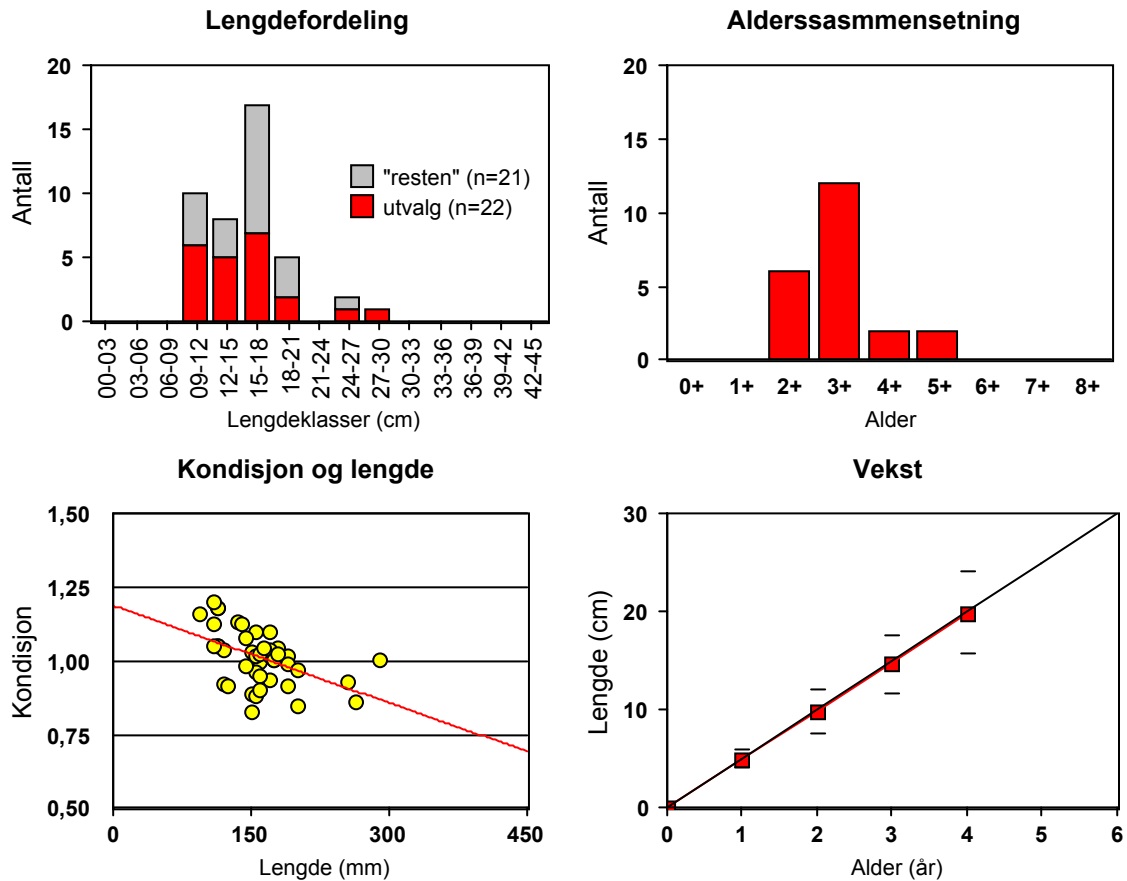 Lengdefordeling
20
15
10
5
0
Antall
"resten" (n=21)
utvalg (n=22)
00-03
03-06
06-09
09-12
12-15
15-18
18-21
21-24
24-27
27-30
30-33
33-36
36-39
39-42
42-45
Lengdeklasser (cm)
Alderssasmmensetning
20
15
10
5
0
Antall
0+ 1+ 2+ 3+ 4+ 5+ 6+ 7+ 8+
Alder
Kondisjon og lengde
1,50
1,25
1,00
0,75
0,50
Kondisjon
0 150 300 450
Lengde (mm)
Vekst
30
20
10
0
Lengde (cm)
0 1 2 3 4 5 6
Alder (år)